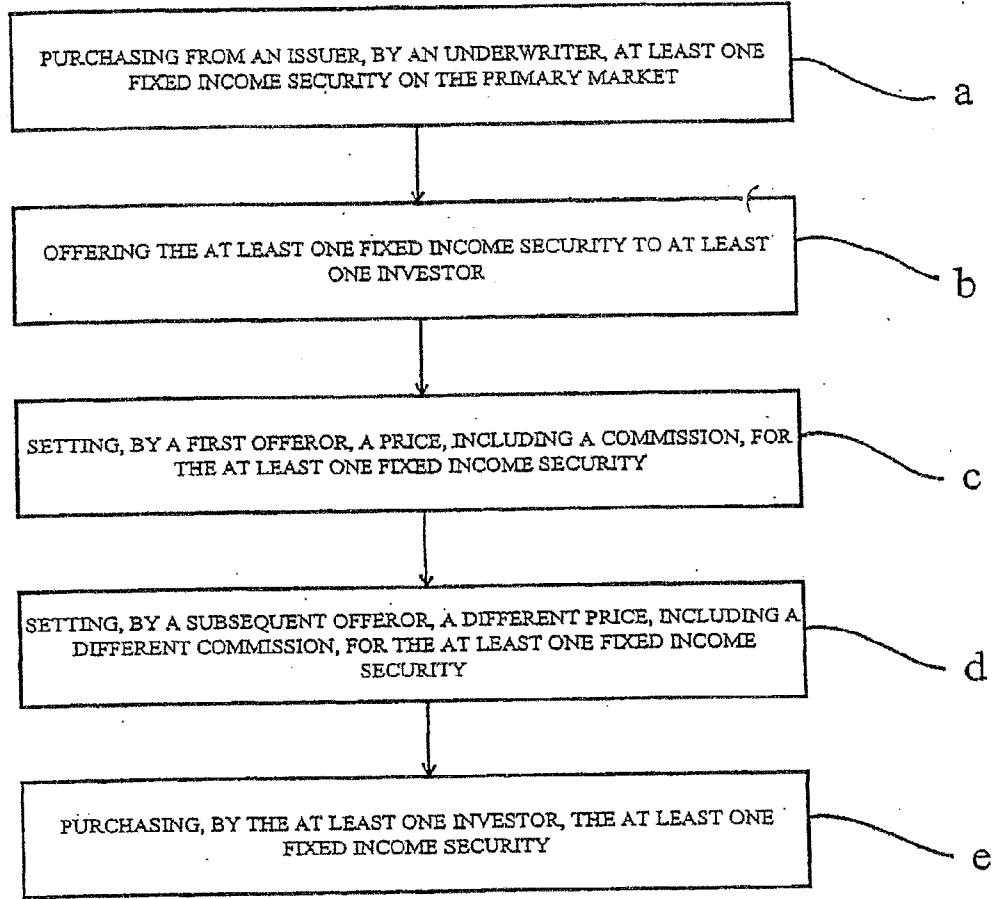 PURCHASING FROM AN ISSUER, BY AN UNDERWRITER, AT LEAST ONE
FIXED INCOME SECURITY ON THE PRIMARY MARKET
a
OFFERING THE AT LEAST ONE FIXED INCOME SECURITY TO AT LEAST
ONE INVESTOR
b
SETTING, BY A FIRST OFFEROR, A PRICE, INCLUDING A COMMISSION, FOR
THE AT LEAST ONE FIXED INCOME SECURITY
c
SETTING, BY A SUBSEQUENT OFFEROR, A DIFFERENT PRICE, INCLUDING A
DIFFERENT COMMISSION, FOR THE AT LEAST ONE FIXED INCOME
SECURITY
d
PURCHASING, BY THE AT LEAST ONE INVESTOR, THE AT LEAST ONE
FIXED INCOME SECURITY
e